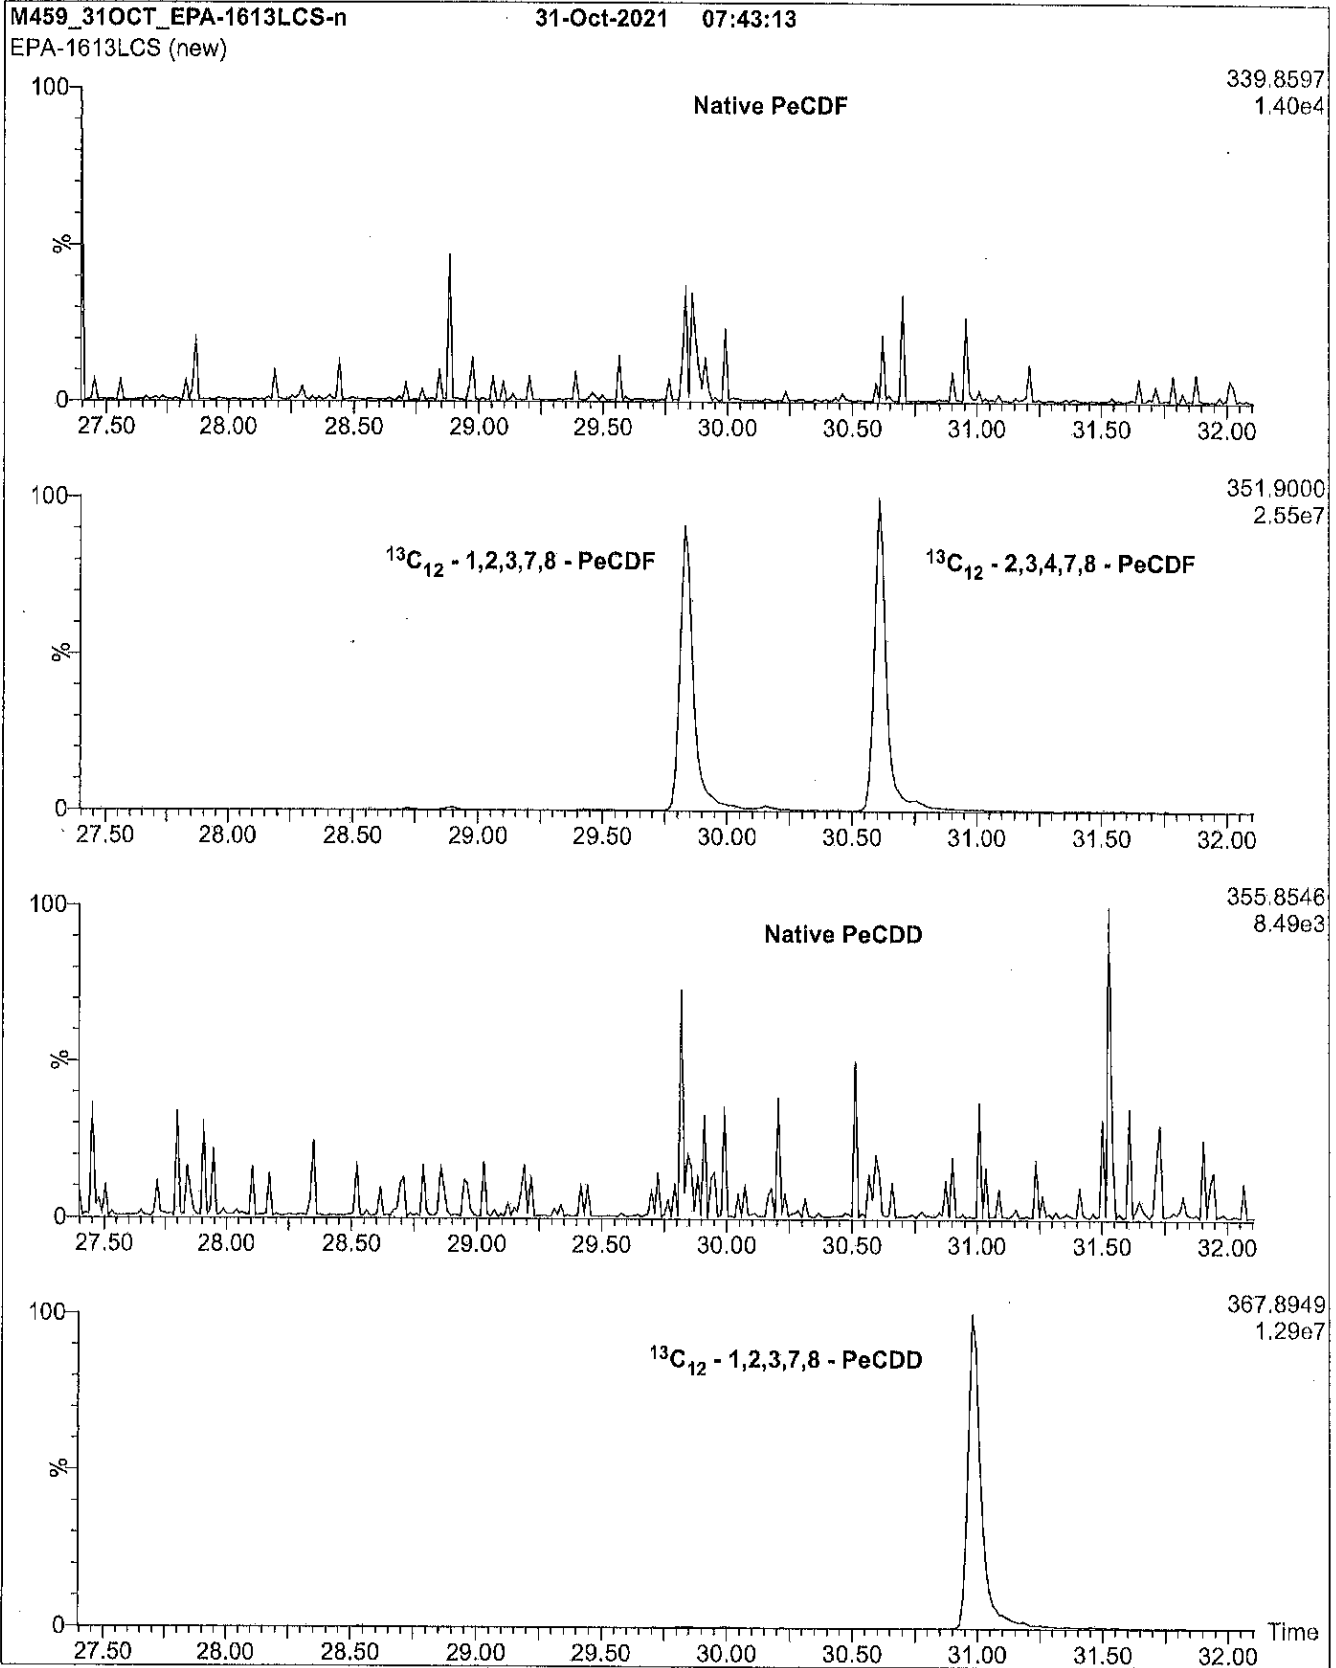 M459_31OCT_EPA-1613LCS-n 31-Oct-2021 07:43:13
EPA-1613LCS (new)
339.8597
1.40e4
100
Native PeCDF
%
0
27.50 28.00 28.50 29.00 29.50 30.00 30.50 31.00 31.50 32.00
351.9000
2.55e7
100
¹³C₁₂ - 1,2,3,7,8 - PeCDF ¹³C₁₂ - 2,3,4,7,8 - PeCDF
%
0
27.50 28.00 28.50 29.00 29.50 30.00 30.50 31.00 31.50 32.00
355.8546
8.49e3
100
Native PeCDD
%
0
27.50 28.00 28.50 29.00 29.50 30.00 30.50 31.00 31.50 32.00
367.8949
1.29e7
100
¹³C₁₂ - 1,2,3,7,8 - PeCDD
%
0
Time
27.50 28.00 28.50 29.00 29.50 30.00 30.50 31.00 31.50 32.00